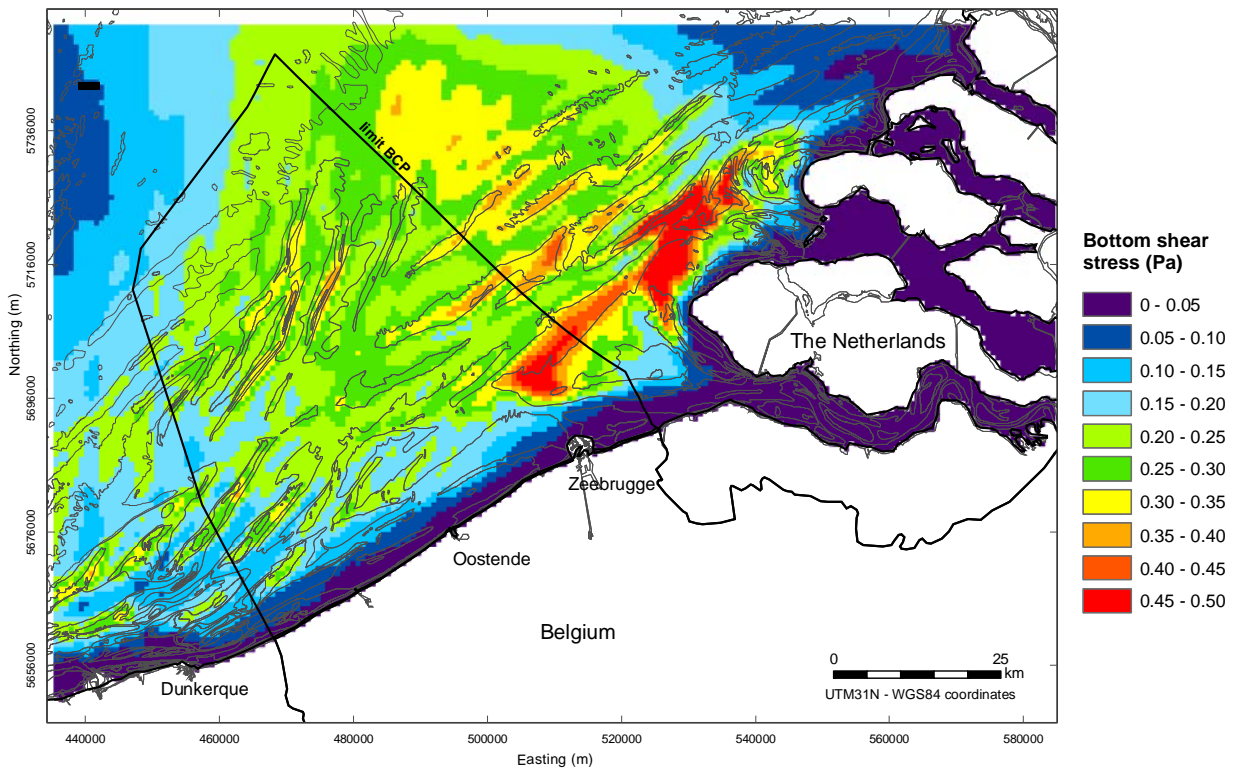 limit BCP
The Netherlands
Zeebrugge
Oostende
Belgium
Dunkerque
0 25
km
UTM31N - WGS84 coordinates
Northing (m)
5736000
5716000
5696000
5676000
5656000
440000 460000 480000 500000 520000 540000 560000 580000
Easting (m)
Bottom shear
stress (Pa)
0 - 0.05
0.05 - 0.10
0.10 - 0.15
0.15 - 0.20
0.20 - 0.25
0.25 - 0.30
0.30 - 0.35
0.35 - 0.40
0.40 - 0.45
0.45 - 0.50